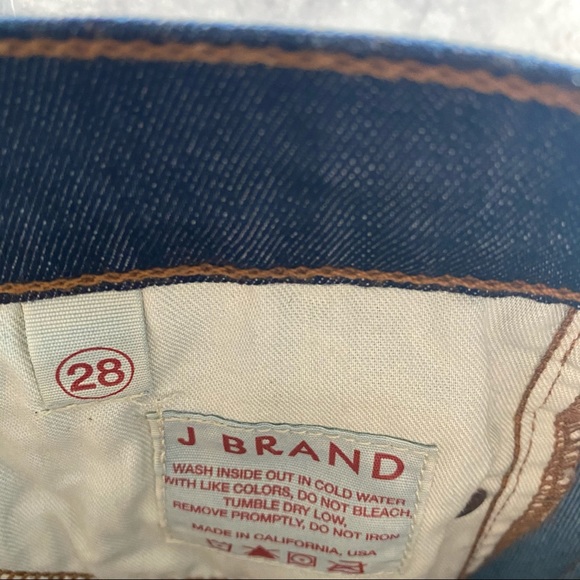 28
J BRAND
WASH INSIDE OUT IN COLD WATER
WITH LIKE COLORS, DO NOT BLEACH,
TUMBLE DRY LOW,
REMOVE PROMPTLY, DO NOT IRON
MADE IN CALIFORNIA, USA